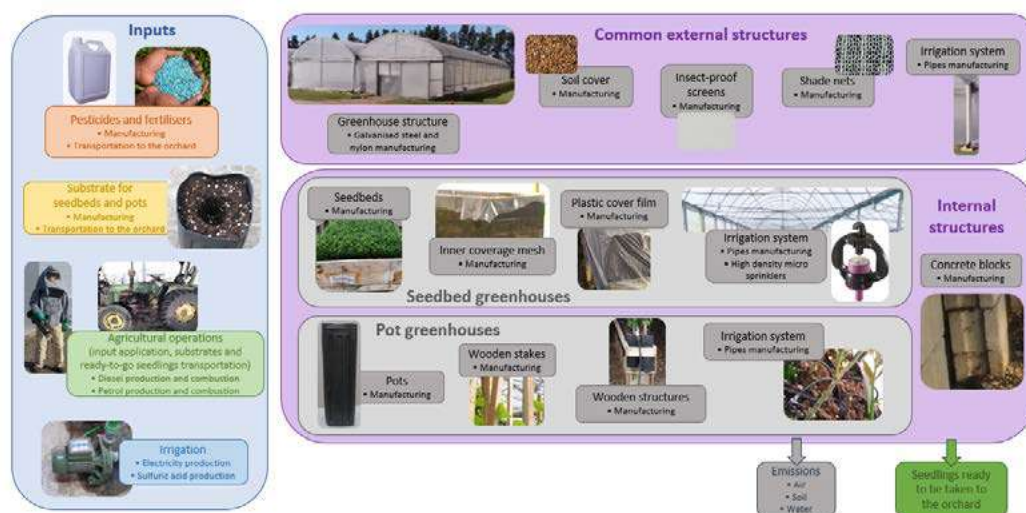 Inputs
Pesticides and fertilisers
• Manufacturing
• Transportation to the orchard
Substrate for
seedbeds and pots
• Manufacturing
• Transportation to the orchard
Agricultural operations
(input application, substrates and
ready-to-go seedlings transportation)
• Diesel production and combustion
• Petrol production and combustion
Irrigation
• Electricity production
• Sulfuric acid production
Common external structures
Greenhouse structure
• Galvanised steel and
nylon manufacturing
Soil cover
• Manufacturing
Insect-proof
screens
• Manufacturing
Shade nets
• Manufacturing
Irrigation system
• Pipes manufacturing
Internal
structures
Seedbeds
• Manufacturing
Inner coverage mesh
• Manufacturing
Plastic cover film
• Manufacturing
Irrigation system
• Pipes manufacturing
• High density micro
sprinklers
Seedbed greenhouses
Concrete blocks
• Manufacturing
Pot greenhouses
Pots
• Manufacturing
Wooden stakes
• Manufacturing
Wooden structures
• Manufacturing
Irrigation system
• Pipes manufacturing
Emissions
• Air
• Soil
• Water
Seedlings ready
to be taken to the
orchard